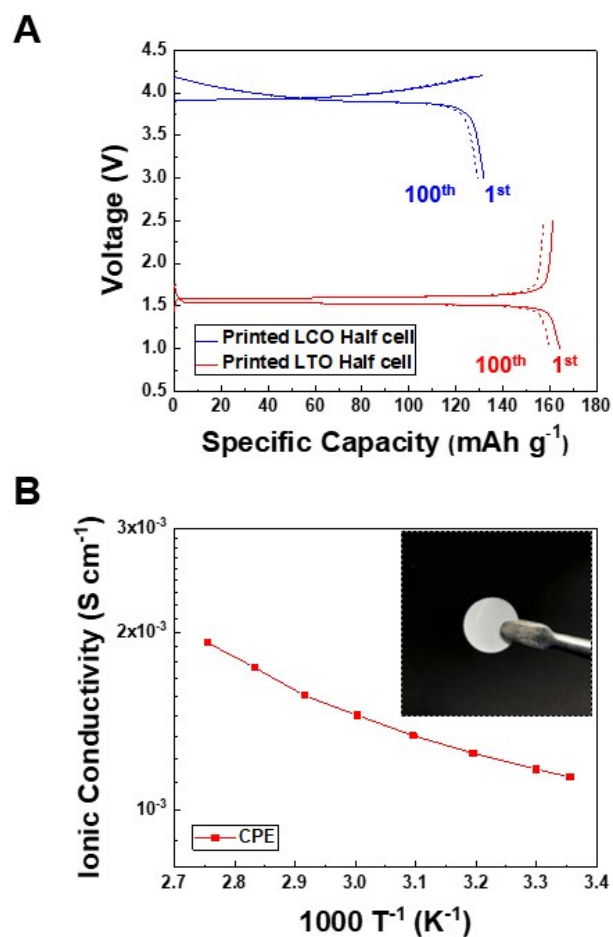 A
4.5
4.0
3.5
3.0
2.5
2.0
1.5
1.0
0.5
Voltage (V)
100th 1st
Printed LCO Half cell
Printed LTO Half cell
100th 1st
0 20 40 60 80 100 120 140 160 180
Specific Capacity (mAh g-1)
B
3x10-3
2x10-3
10-3
Ionic Conductivity (S cm-1)
CPE
2.7 2.8 2.9 3.0 3.1 3.2 3.3 3.4
1000 T-1 (K-1)